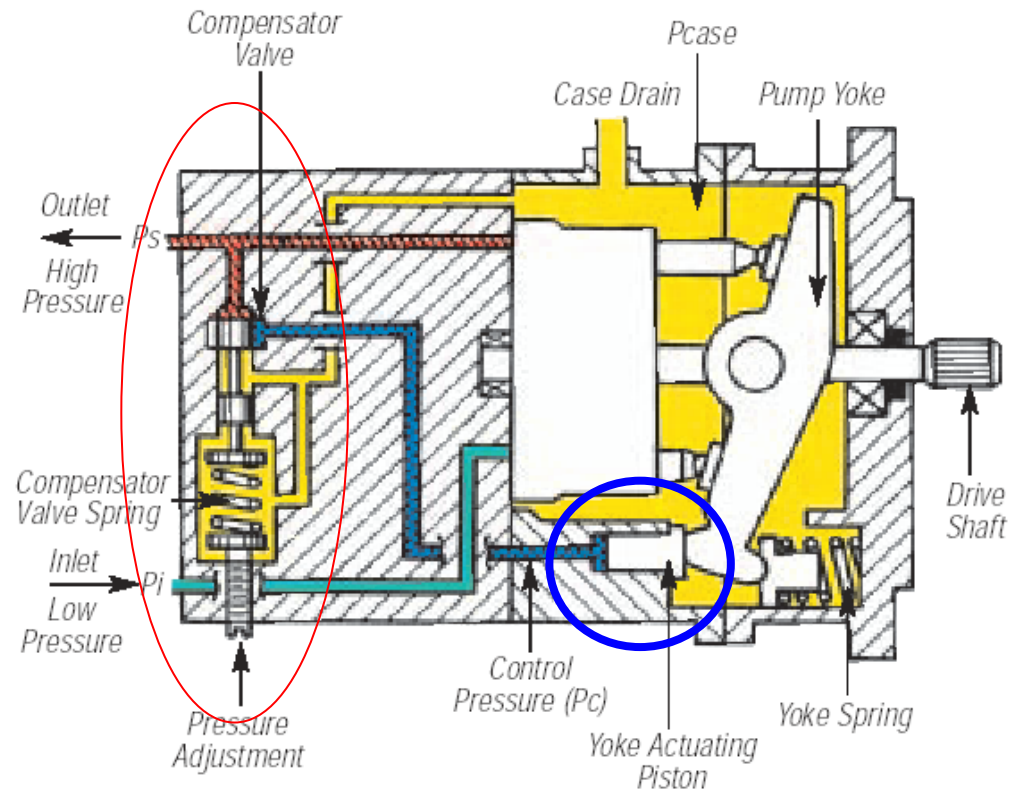 Compensator
Valve
Pcase
Case Drain
Pump Yoke
Outlet
Ps
High
Pressure
Compensator
Valve Spring
Drive
Shaft
Inlet
Pi
Low
Pressure
Control
Pressure (Pc)
Yoke Spring
Pressure
Adjustment
Yoke Actuating
Piston